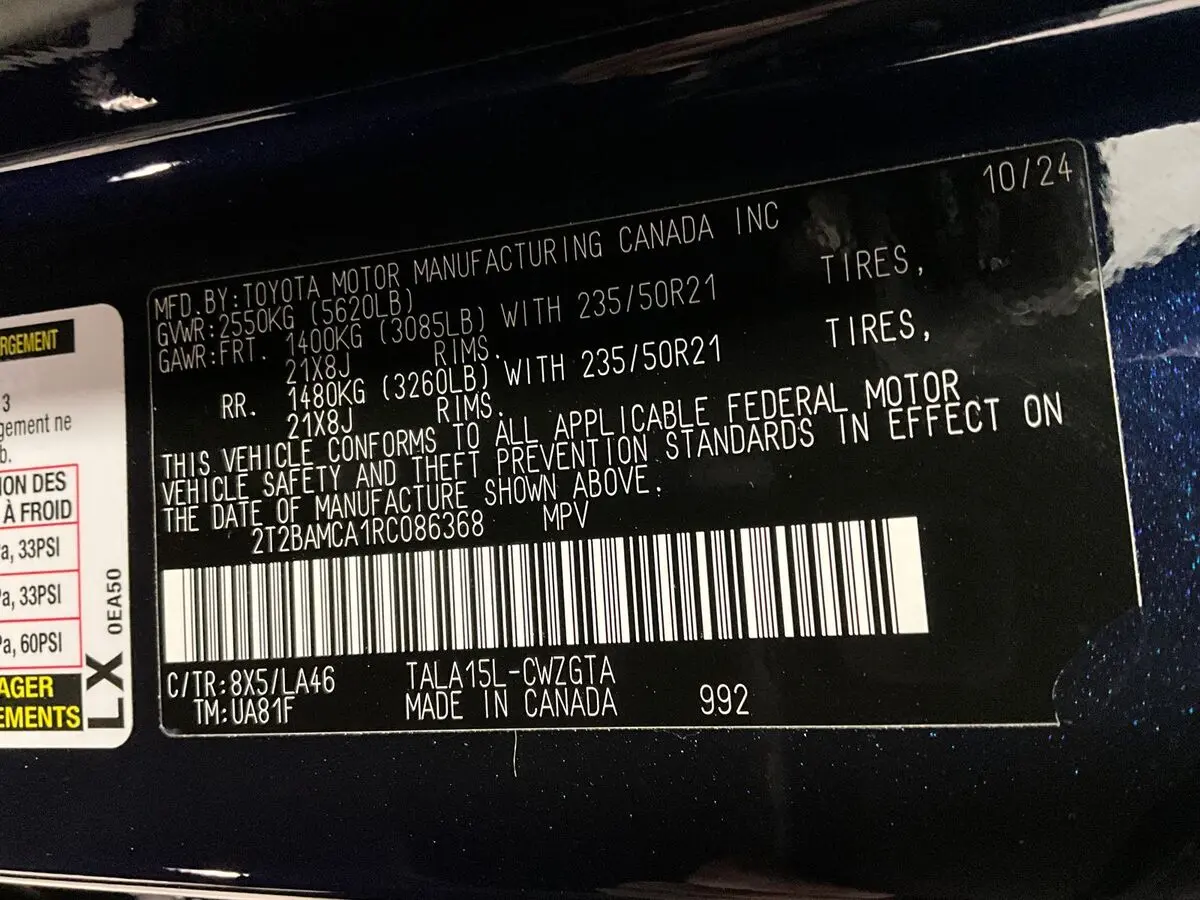 10/24
MFD.BY:TOYOTA MOTOR MANUFACTURING CANADA INC
GVWR:2550KG (5620LB)
GAWR:FRT. 1400KG (3085LB) WITH 235/50R21 TIRES,
21X8J RIMS.
RR. 1480KG (3260LB) WITH 235/50R21 TIRES,
21X8J RIMS.
THIS VEHICLE CONFORMS TO ALL APPLICABLE FEDERAL MOTOR
VEHICLE SAFETY AND THEFT PREVENTION STANDARDS IN EFFECT ON
THE DATE OF MANUFACTURE SHOWN ABOVE.
2T2BAMCA1RC086368 MPV
C/TR:8X5/LA46 TALA15L-CWZGTA
TM:UA81F MADE IN CANADA 992
RGEMENT
3
gement ne
b.
ION DES
À FROID
Pa, 33PSI
Pa, 33PSI
Pa, 60PSI
AGER
EMENTS
LX 0EA50